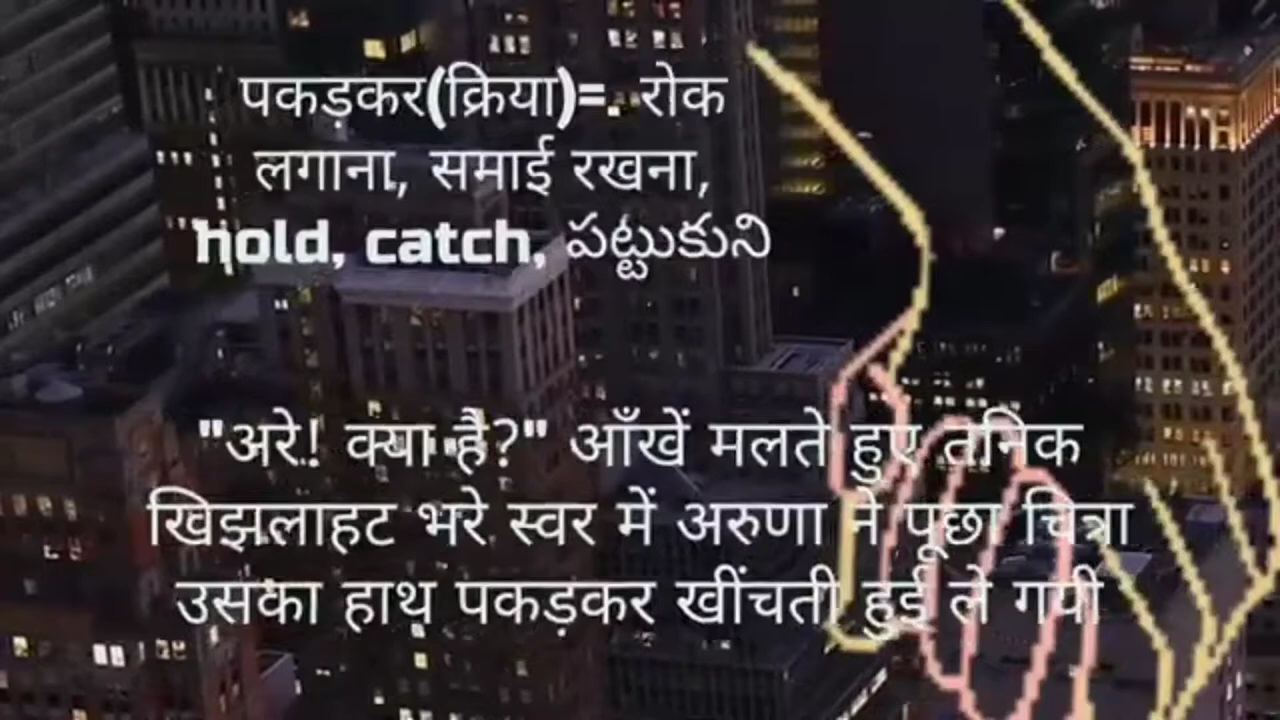 पकड़कर(क्रिया)=. रोक
लगाना, समाई रखना,
hold, catch, పట్టుకుని
"अरे! क्या है?" आँखें मलते हुए तनिक
खिझलाहट भरे स्वर में अरुणा ने पूछा चित्रा
उसका हाथ पकड़कर खींचती हुई ले गयी